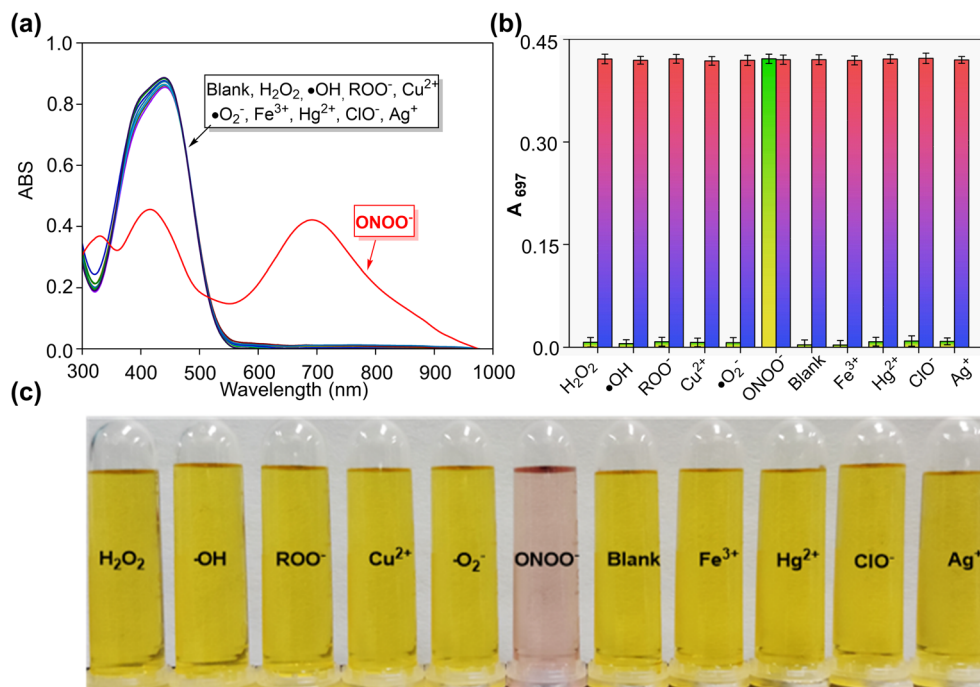 (a)
1.0
0.8
0.6
0.4
0.2
0.0
ABS
300 400 500 600 700 800 900 1000
Wavelength (nm)
Blank, H₂O₂, ●OH, ROO⁻, Cu²⁺
●O₂⁻, Fe³⁺, Hg²⁺, ClO⁻, Ag⁺
ONOO⁻
(b)
0.45
0.30
0.15
0.0
A 697
H₂O₂ ●OH ROO⁻ Cu²⁺ ●O₂⁻ ONOO⁻ Blank Fe³⁺ Hg²⁺ ClO⁻ Ag⁺
(c)
H₂O₂ ·OH ROO⁻ Cu²⁺ ·O₂⁻ ONOO⁻ Blank Fe³⁺ Hg²⁺ ClO⁻ Ag⁺